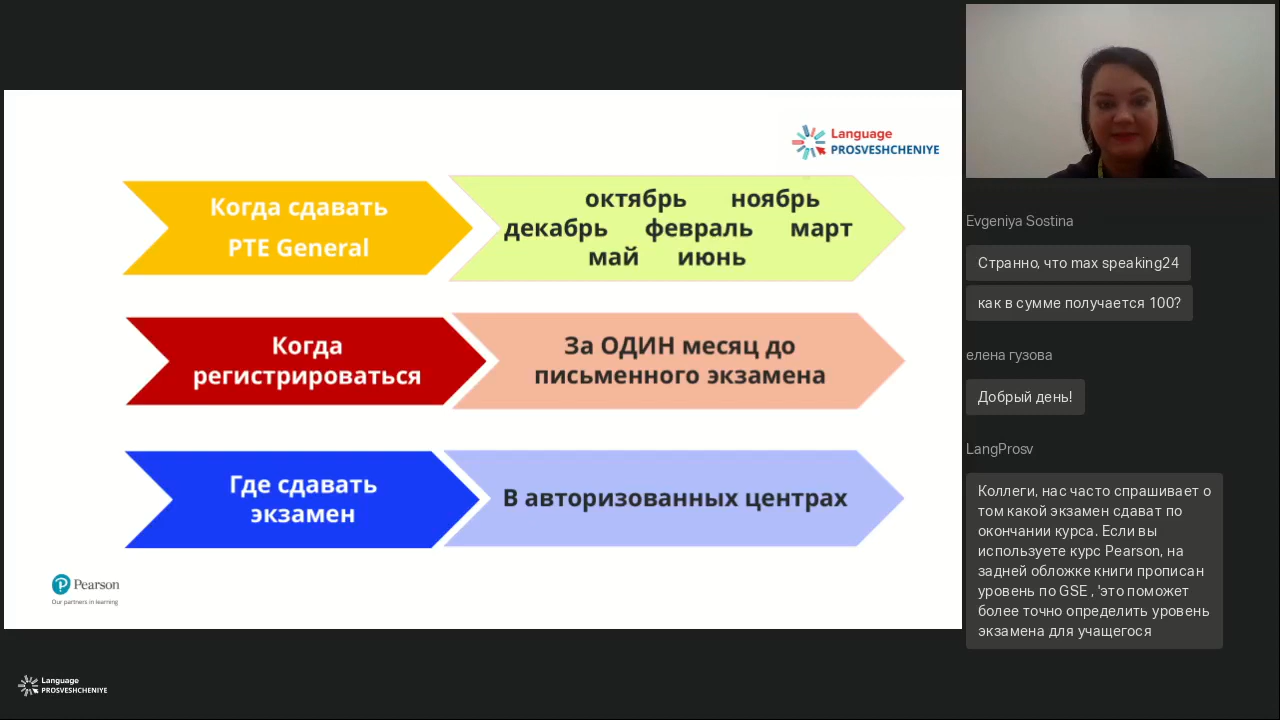 Language
PROSVESHCHENIYE
Когда сдавать
PTE General
октябрь ноябрь
декабрь февраль март
май июнь
Когда
регистрироваться
За ОДИН месяц до
письменного экзамена
Где сдавать
экзамен
В авторизованных центрах
Pearson
Our partners in learning
Language
PROSVESHCHENIYE
Evgeniya Sostina
Странно, что max speaking24
как в сумме получается 100?
елена гузова
Добрый день!
LangProsv
Коллеги, нас часто спрашивает о
том какой экзамен сдават по
окончании курса. Если вы
используете курс Pearson, на
задней обложке книги прописан
уровень по GSE , 'это поможет
более точно определить уровень
экзамена для учащегося